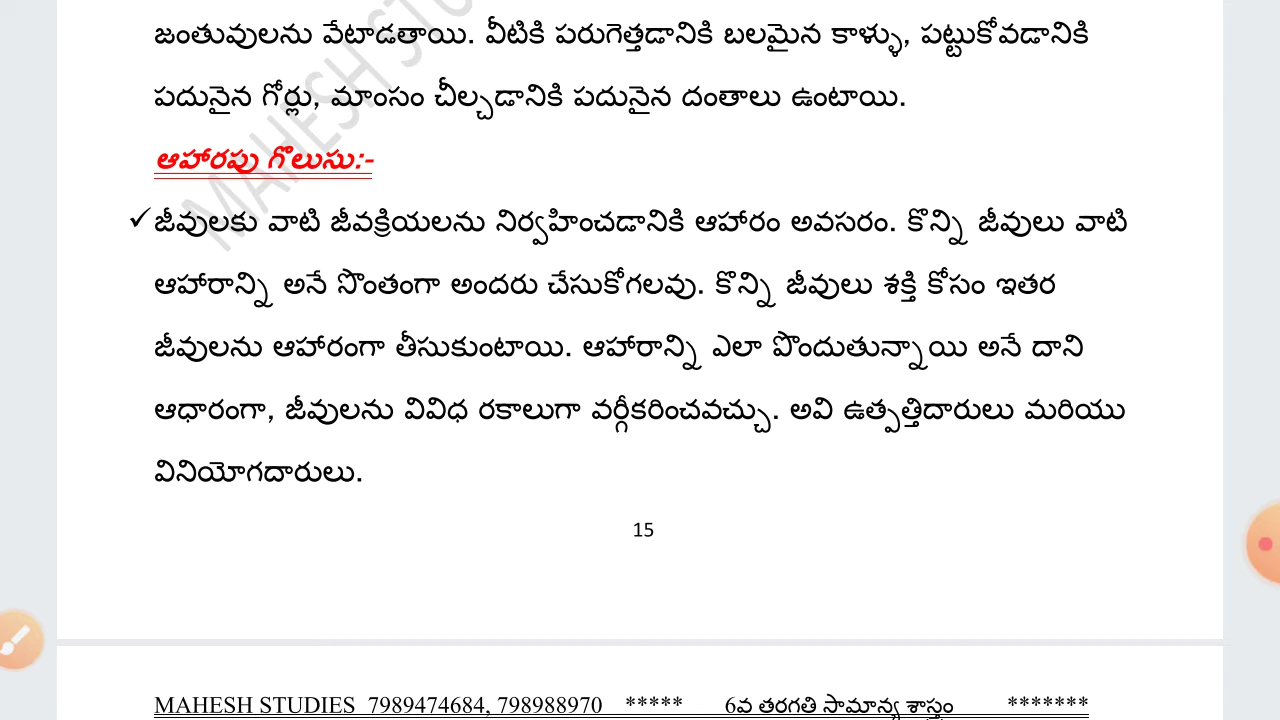 జంతువులను వేటాడతాయి. వీటికి పరుగెత్తడానికి బలమైన కాళ్ళు, పట్టుకోవడానికి
పదునైన గోర్లు, మాంసం చీల్చడానికి పదునైన దంతాలు ఉంటాయి.
ఆహారపు గొలుసు:-
✓ జీవులకు వాటి జీవక్రియలను నిర్వహించడానికి ఆహారం అవసరం. కొన్ని జీవులు వాటి
ఆహారాన్ని అనే సొంతంగా అందరు చేసుకోగలవు. కొన్ని జీవులు శక్తి కోసం ఇతర
జీవులను ఆహారంగా తీసుకుంటాయి. ఆహారాన్ని ఎలా పొందుతున్నాయి అనే దాని
ఆధారంగా, జీవులను వివిధ రకాలుగా వర్గీకరించవచ్చు. అవి ఉత్పత్తిదారులు మరియు
వినియోగదారులు.
15
MAHESH STUDIES 7989474684, 798988970 ***** 6వ తరగతి సామాన్య శాస్త్రం *******
MAHESH STU